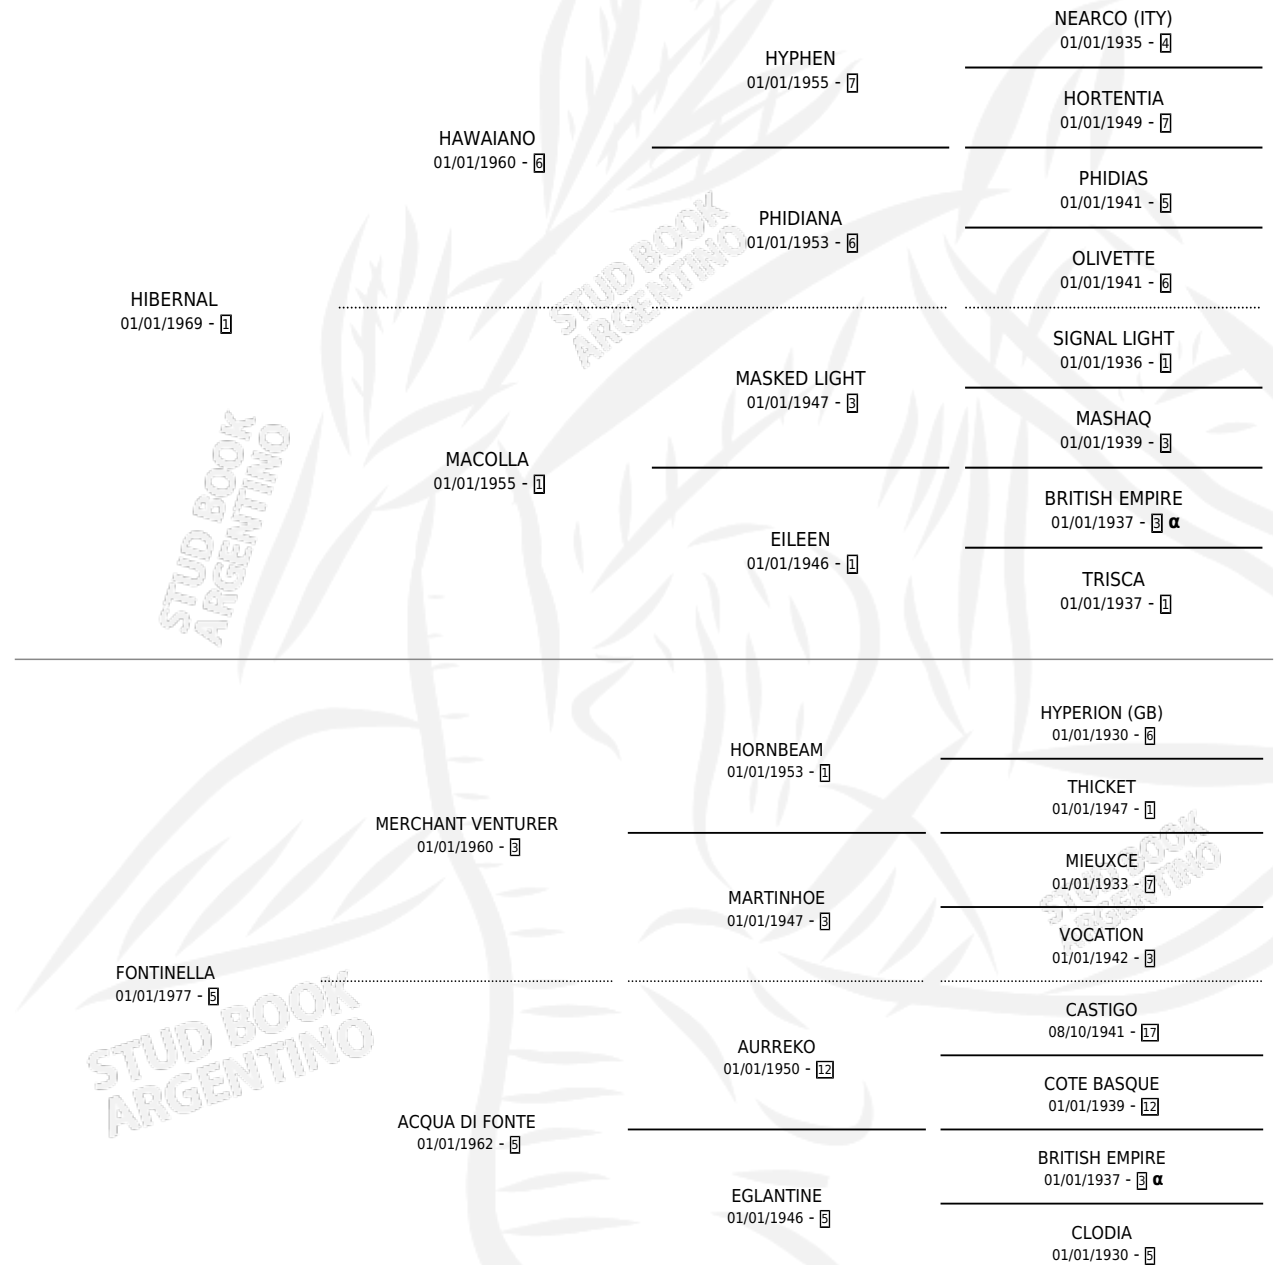 NEARCO (ITY)
01/01/1935 - 4
HYPHEN
01/01/1955 - 7
HORTENTIA
01/01/1949 - 7
HAWAIANO
01/01/1960 - 6
PHIDIAS
01/01/1941 - 5
PHIDIANA
01/01/1953 - 6
OLIVETTE
01/01/1941 - 6
HIBERNAL
01/01/1969 - 1
SIGNAL LIGHT
01/01/1936 - 1
MASKED LIGHT
01/01/1947 - 3
MASHAQ
01/01/1939 - 3
MACOLLA
01/01/1955 - 1
BRITISH EMPIRE
01/01/1937 - 3 α
EILEEN
01/01/1946 - 1
TRISCA
01/01/1937 - 1
HYPERION (GB)
01/01/1930 - 6
HORNBEAM
01/01/1953 - 1
THICKET
01/01/1947 - 1
MERCHANT VENTURER
01/01/1960 - 3
MIEUXCE
01/01/1933 - 7
MARTINHOE
01/01/1947 - 3
VOCATION
01/01/1942 - 3
FONTINELLA
01/01/1977 - 5
CASTIGO
08/10/1941 - 17
AURREKO
01/01/1950 - 12
COTE BASQUE
01/01/1939 - 12
ACQUA DI FONTE
01/01/1962 - 5
BRITISH EMPIRE
01/01/1937 - 3 α
EGLANTINE
01/01/1946 - 5
CLODIA
01/01/1930 - 5
STUD BOOK
ARGENTINO
STUD BOOK
ARGENTINO
STUD BOOK
ARGENTINO
STUD BOOK
ARGENTINO